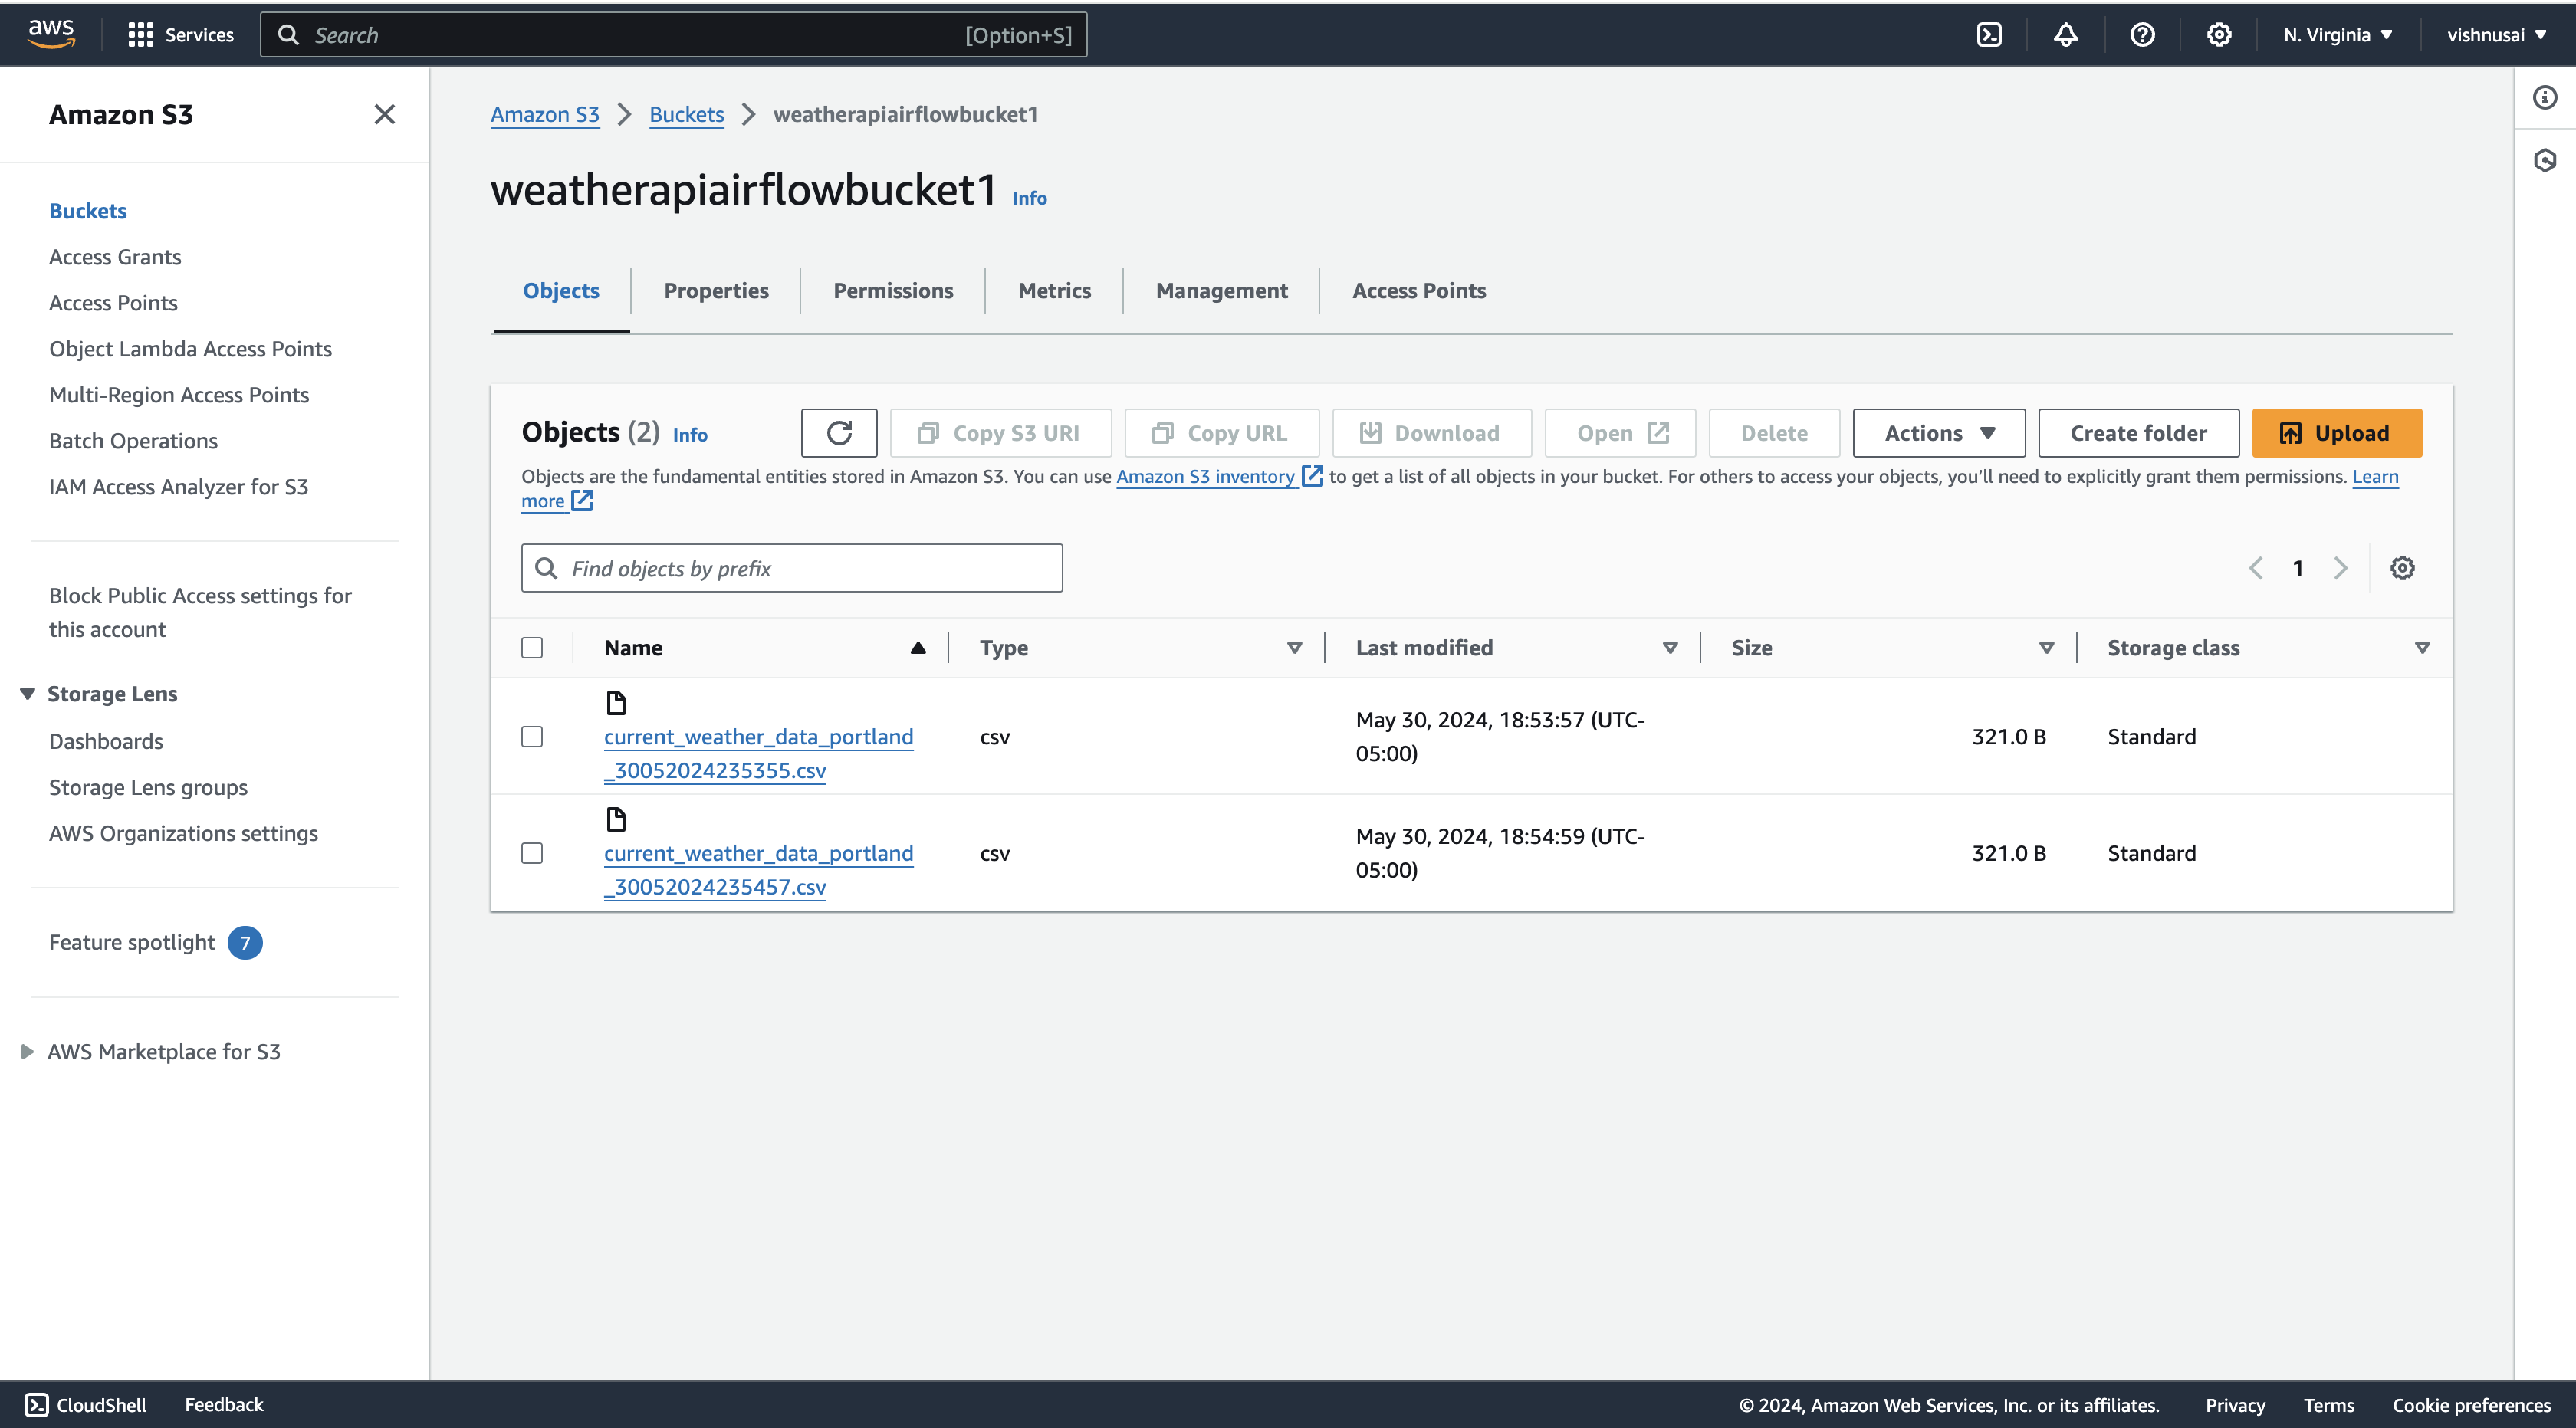 aws
Services
Search
[Option+S]
N. Virginia
vishnusai
Amazon S3
Buckets
Access Grants
Access Points
Object Lambda Access Points
Multi-Region Access Points
Batch Operations
IAM Access Analyzer for S3
Block Public Access settings for
this account
Storage Lens
Dashboards
Storage Lens groups
AWS Organizations settings
Feature spotlight 7
AWS Marketplace for S3
Amazon S3 > Buckets > weatherapiairflowbucket1
weatherapiairflowbucket1 Info
Objects Properties Permissions Metrics Management Access Points
Objects (2) Info
Copy S3 URI Copy URL Download Open Delete Actions Create folder Upload
Objects are the fundamental entities stored in Amazon S3. You can use Amazon S3 inventory to get a list of all objects in your bucket. For others to access your objects, you’ll need to explicitly grant them permissions. Learn
more
Find objects by prefix
1
Name Type Last modified Size Storage class
current_weather_data_portland
_30052024235355.csv
csv
May 30, 2024, 18:53:57 (UTC-
05:00)
321.0 B
Standard
current_weather_data_portland
_30052024235457.csv
csv
May 30, 2024, 18:54:59 (UTC-
05:00)
321.0 B
Standard
CloudShell Feedback
© 2024, Amazon Web Services, Inc. or its affiliates. Privacy Terms Cookie preferences